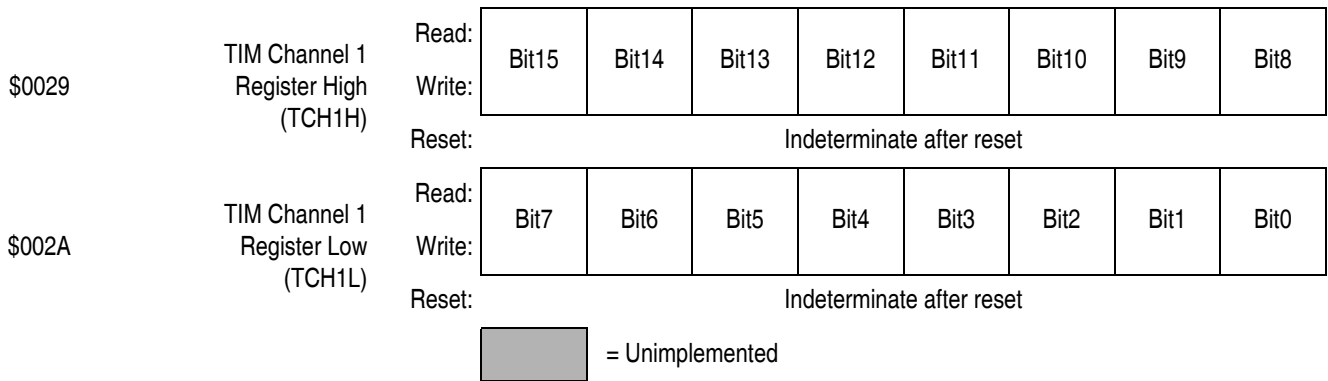 $0029 TIM Channel 1 Register High (TCH1H) Read: Write: Bit15 Bit14 Bit13 Bit12 Bit11 Bit10 Bit9 Bit8
Reset: Indeterminate after reset
$002A TIM Channel 1 Register Low (TCH1L) Read: Write: Bit7 Bit6 Bit5 Bit4 Bit3 Bit2 Bit1 Bit0
Reset: Indeterminate after reset
= Unimplemented